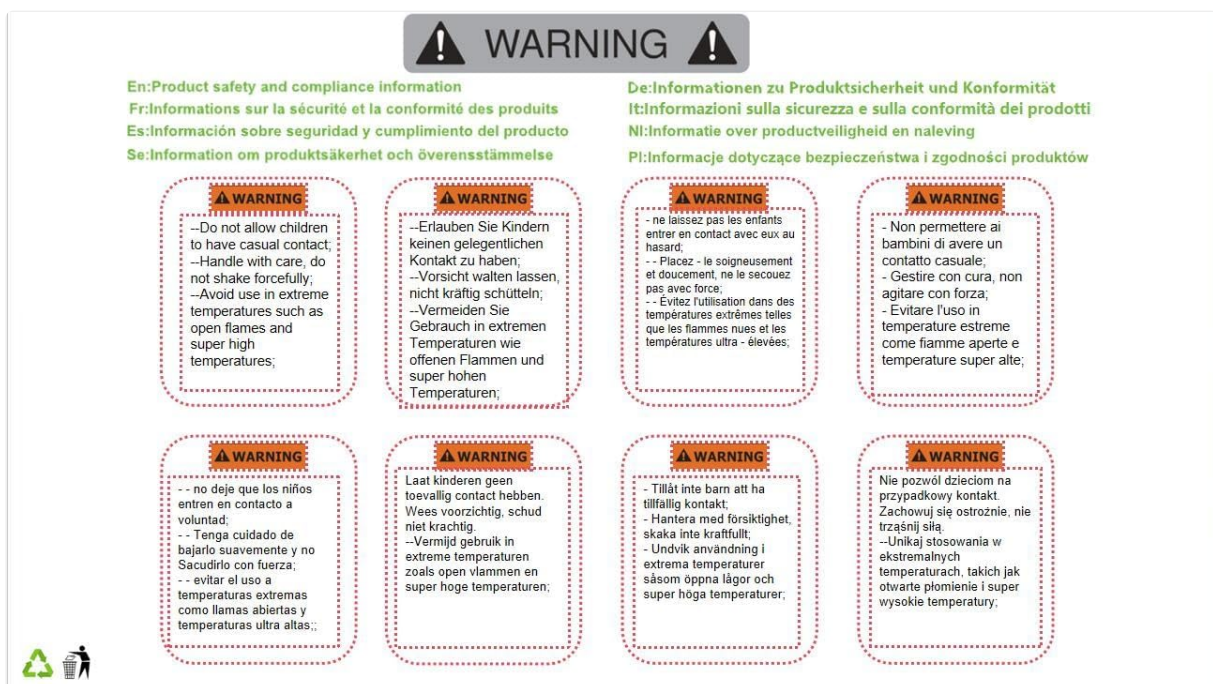 WARNING
En:Product safety and compliance information
Fr:Informations sur la sécurité et la conformité des produits
Es:Información sobre seguridad y cumplimiento del producto
Se:Information om produktsäkerhet och överensstämmelse
De:Informationen zu Produktsicherheit und Konformität
It:Informazioni sulla sicurezza e sulla conformità dei prodotti
Nl:Informatie over productveiligheid en naleving
Pl:Informacje dotyczące bezpieczeństwa i zgodności produktów
WARNING
--Do not allow children
to have casual contact;
--Handle with care, do
not shake forcefully;
--Avoid use in extreme
temperatures such as
open flames and
super high
temperatures;
WARNING
--Erlauben Sie Kindern
keinen gelegentlichen
Kontakt zu haben;
--Vorsicht walten lassen,
nicht kräftig schütteln;
--Vermeiden Sie
Gebrauch in extremen
Temperaturen wie
offenen Flammen und
super hohen
Temperaturen;
WARNING
- ne laissez pas les enfants
entrer en contact avec eux au
hasard;
- - Placez - le soigneusement
et doucement, ne le secouez
pas avec force;
- - Évitez l'utilisation dans des
températures extrêmes telles
que les flammes nues et les
températures ultra - élevées;
WARNING
- Non permettere ai
bambini di avere un
contatto casuale;
- Gestire con cura, non
agitare con forza;
- Evitare l'uso in
temperature estreme
come fiamme aperte e
temperature super alte;
WARNING
- - no deje que los niños
entren en contacto a
voluntad;
- - Tenga cuidado de
bajarlo suavemente y no
Sacudirlo con fuerza;
- - evitar el uso a
temperaturas extremas
como llamas abiertas y
temperaturas ultra altas;;
WARNING
Laat kinderen geen
toevallig contact hebben.
Wees voorzichtig, schud
niet krachtig.
--Vermijd gebruik in
extreme temperaturen
zoals open vlammen en
super hoge temperaturen;
WARNING
- Tillåt inte barn att ha
tillfällig kontakt;
- Hantera med försiktighet,
skaka inte kraftfullt;
- Undvik användning i
extrema temperaturer
såsom öppna lågor och
super höga temperaturer;
WARNING
Nie pozwól dzieciom na
przypadkowy kontakt.
Zachowuj się ostrożnie, nie
trząśnij siłą.
--Unikaj stosowania w
ekstremalnych
temperaturach, takich jak
otwarte płomienie i super
wysokie temperatury;